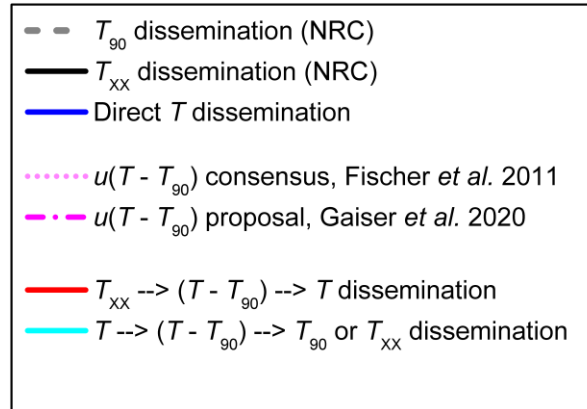 T90 dissemination (NRC)
TXX dissemination (NRC)
Direct T dissemination
u(T - T90) consensus, Fischer et al. 2011
u(T - T90) proposal, Gaiser et al. 2020
TXX --> (T - T90) --> T dissemination
T --> (T - T90) --> T90 or TXX dissemination